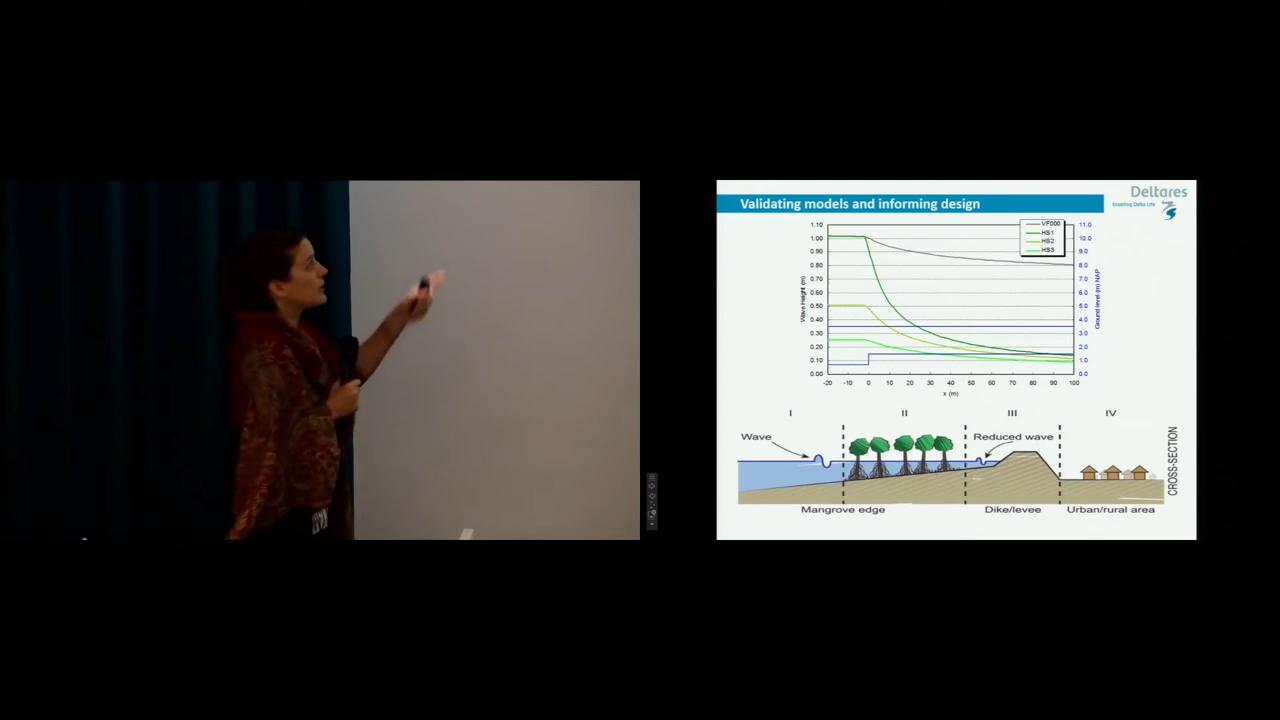 Deltares
Enabling Delta Life
Validating models and informing design
1.10
1.00
0.90
0.80
0.70
0.60
0.50
0.40
0.30
0.20
0.10
0.00
Wave Height (m)
VF000
HS1
HS2
HS3
11.0
10.0
9.0
8.0
7.0
6.0
5.0
4.0
3.0
2.0
1.0
0.0
Ground level (m) NAP
-20 -10 0 10 20 30 40 50 60 70 80 90 100
x (m)
I II III IV
Wave
Reduced wave
CROSS-SECTION
Mangrove edge
Dike/levee
Urban/rural area